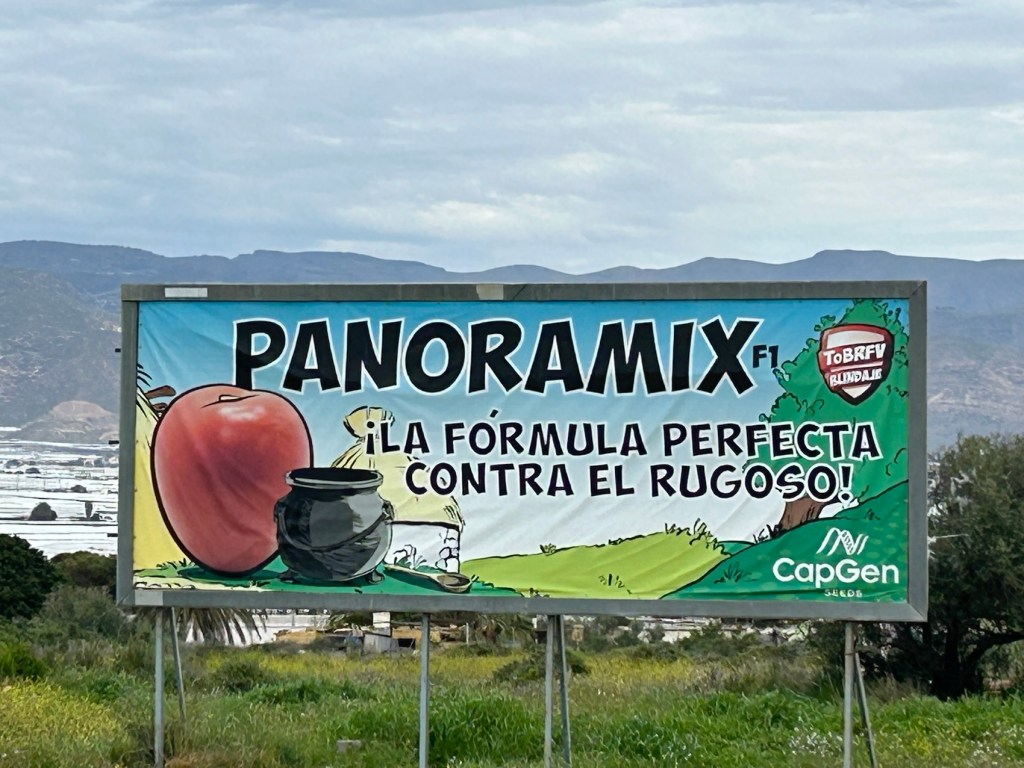 PANORAMIX F1
ToBRFV
BLINDAJE
¡LA FÓRMULA PERFECTA
CONTRA EL RUGOSO!
CapGen
SEEDS